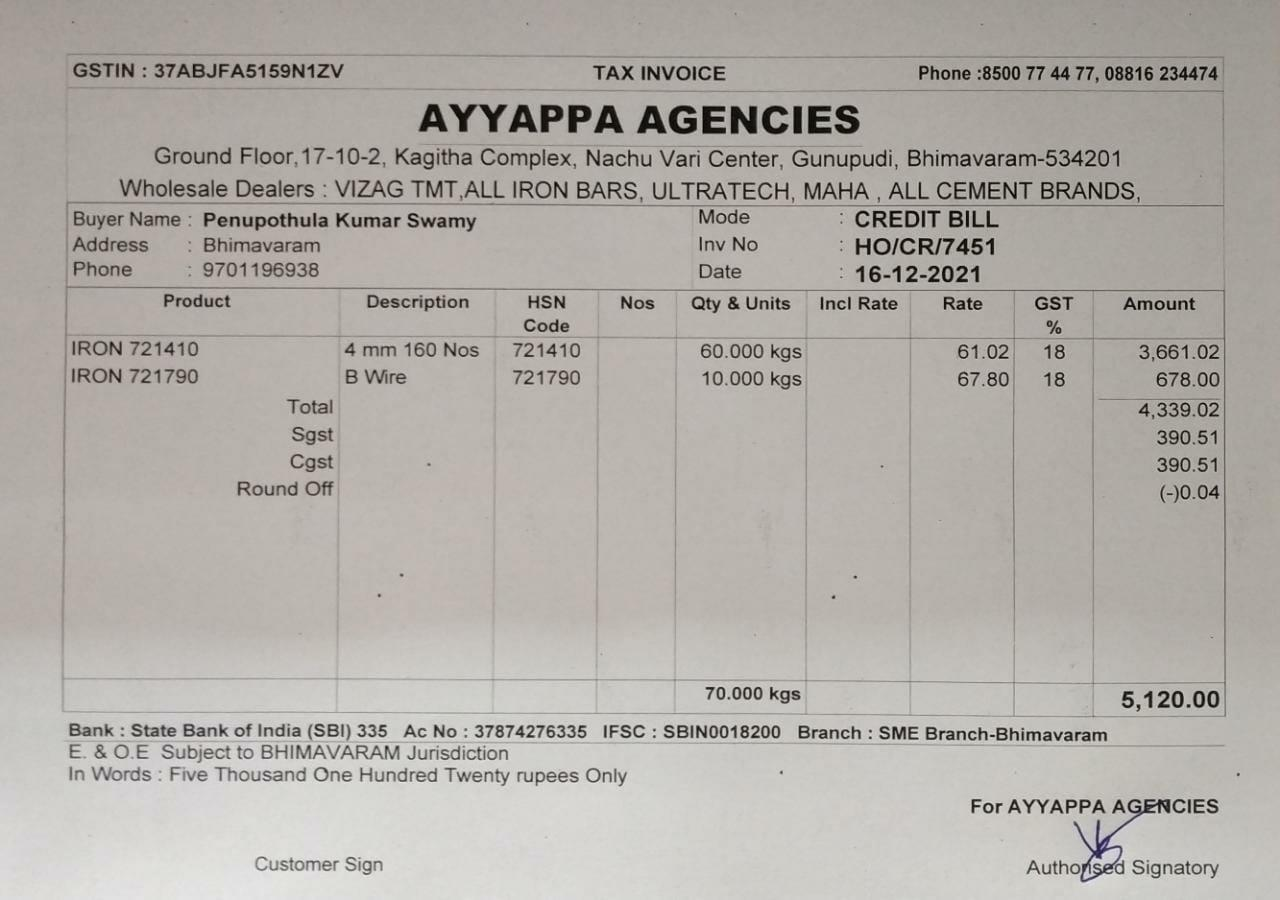 GSTIN : 37ABJFA5159N1ZV TAX INVOICE Phone :8500 77 44 77, 08816 234474
AYYAPPA AGENCIES
Ground Floor,17-10-2, Kagitha Complex, Nachu Vari Center, Gunupudi, Bhimavaram-534201
Wholesale Dealers : VIZAG TMT,ALL IRON BARS, ULTRATECH, MAHA , ALL CEMENT BRANDS,
Buyer Name : Penupothula Kumar Swamy Mode : CREDIT BILL
Address : Bhimavaram Inv No : HO/CR/7451
Phone : 9701196938 Date : 16-12-2021
Product Description HSN Code Nos Qty & Units Incl Rate Rate GST % Amount
IRON 721410 4 mm 160 Nos 721410 60.000 kgs 61.02 18 3,661.02
IRON 721790 B Wire 721790 10.000 kgs 67.80 18 678.00
Total 4,339.02
Sgst 390.51
Cgst 390.51
Round Off (-)0.04
70.000 kgs 5,120.00
Bank : State Bank of India (SBI) 335 Ac No : 37874276335 IFSC : SBIN0018200 Branch : SME Branch-Bhimavaram
E. & O.E Subject to BHIMAVARAM Jurisdiction
In Words : Five Thousand One Hundred Twenty rupees Only
For AYYAPPA AGENCIES
Customer Sign Authorised Signatory